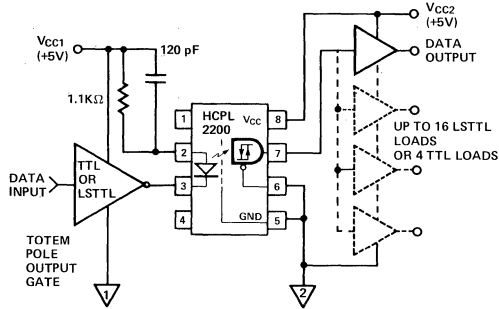 VCC1
(+5V)
120 pF
1.1KΩ
DATA
INPUT
TTL
OR
LSTTL
TOTEM
POLE
OUTPUT
GATE
1
HCPL
2200
VCC
GND
1
2
3
4
8
7
6
5
2
VCC2
(+5V)
DATA
OUTPUT
UP TO 16 LSTTL
LOADS
OR 4 TTL LOADS